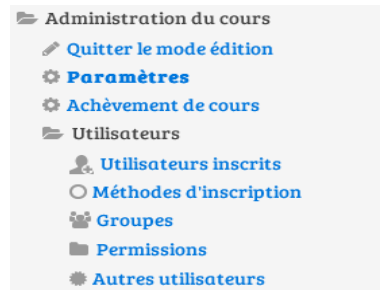 Administration du cours
Quitter le mode édition
Paramètres
Achèvement de cours
Utilisateurs
Utilisateurs inscrits
Méthodes d'inscription
Groupes
Permissions
Autres utilisateurs